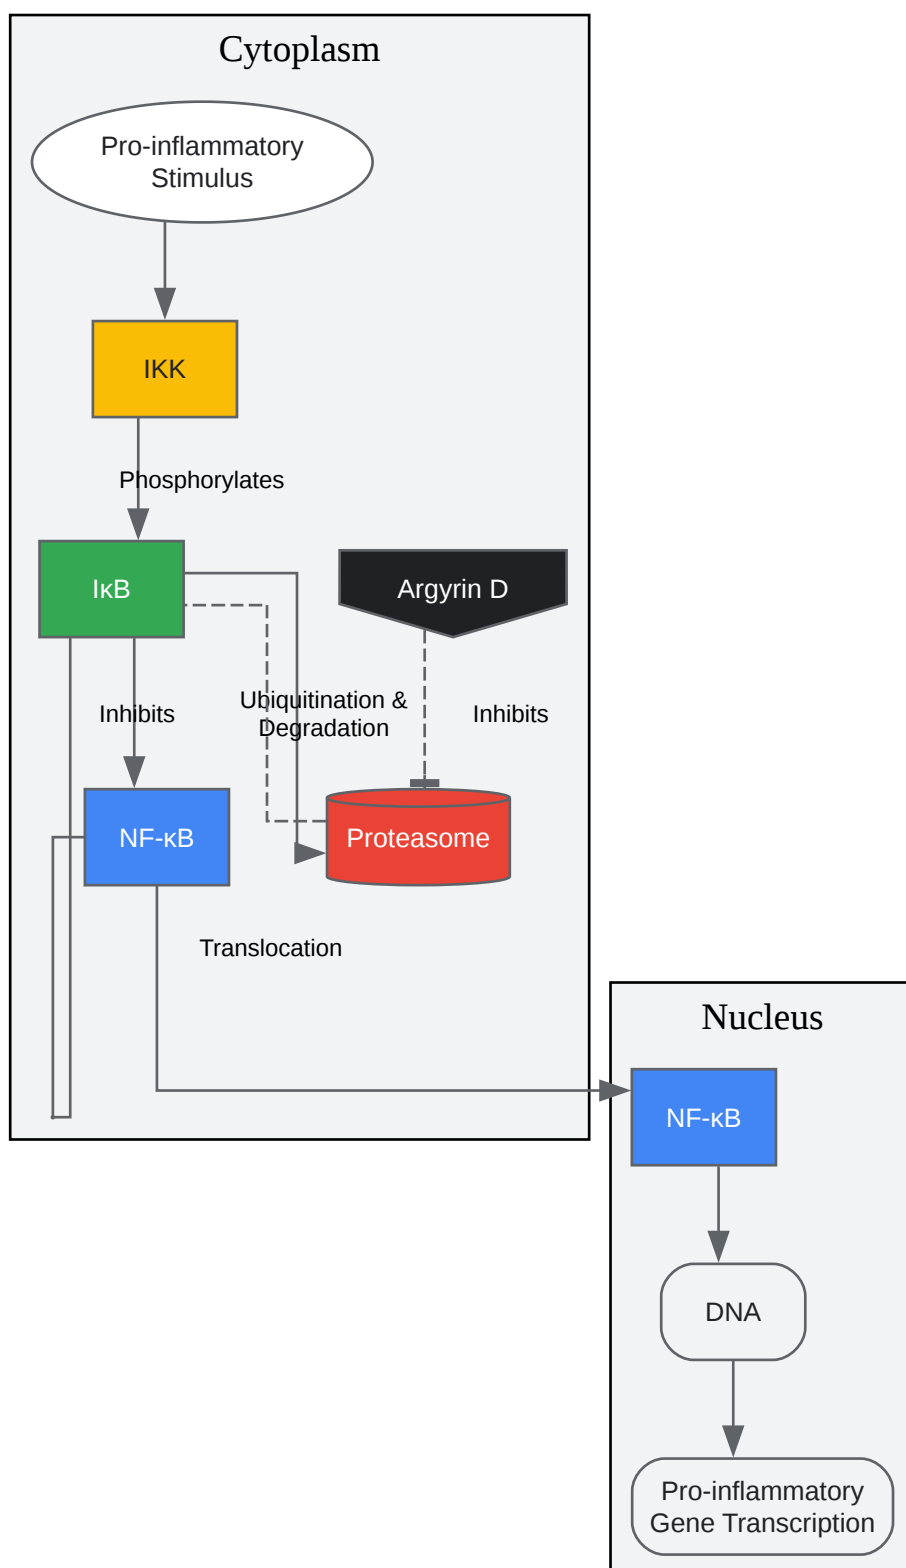 Cytoplasm
Pro-inflammatory
Stimulus
IKK
Phosphorylates
IκB
Argyrin D
Inhibits
Ubiquitination &
Degradation
Inhibits
NF-κB
Proteasome
Translocation
Nucleus
NF-κB
DNA
Pro-inflammatory
Gene Transcription